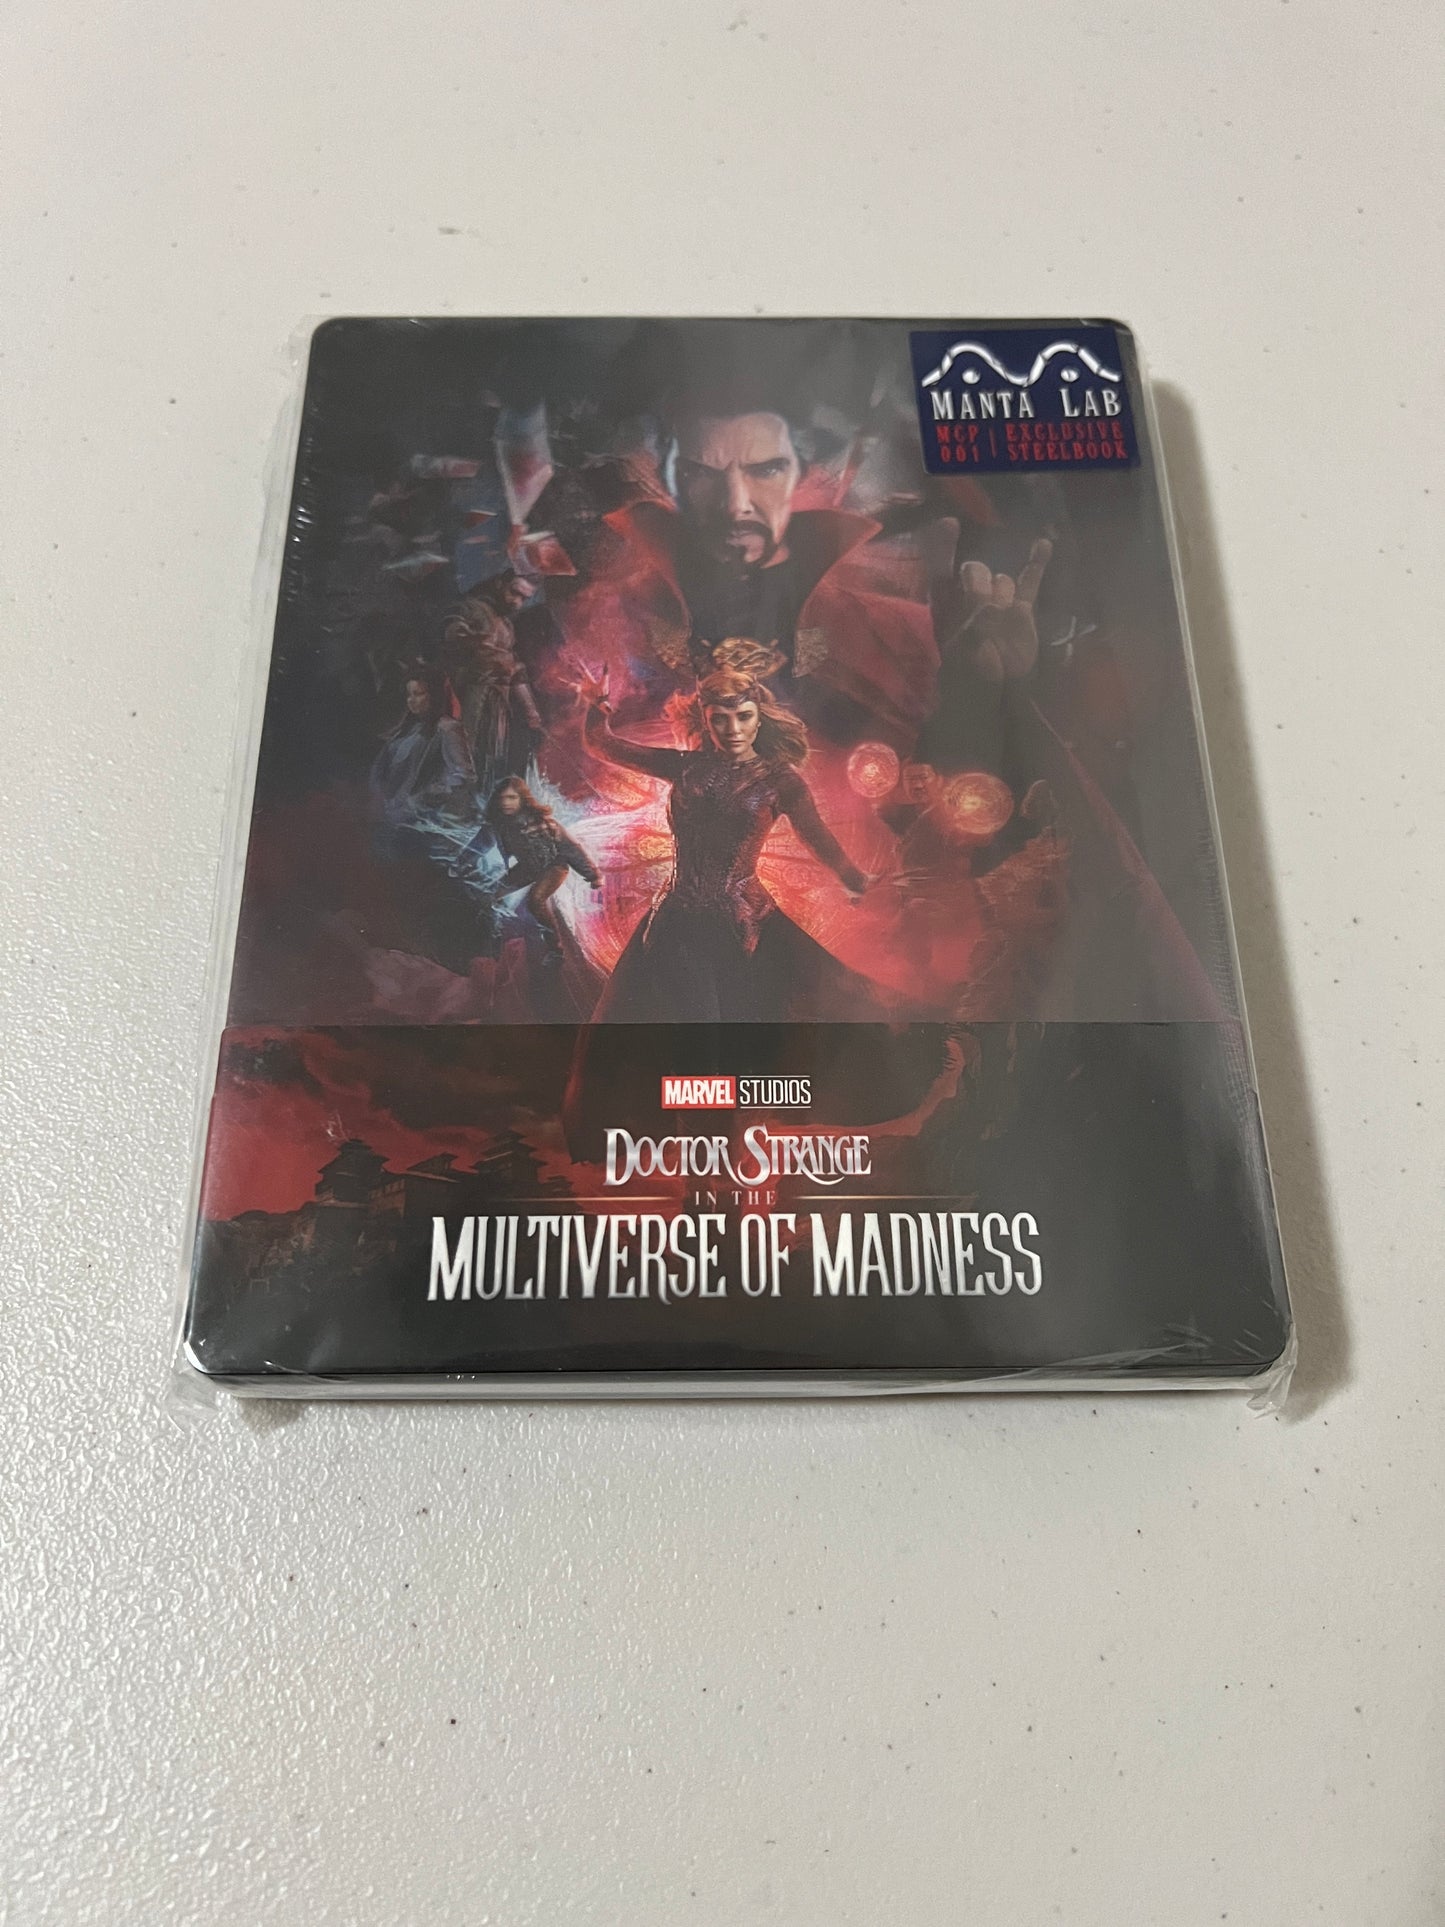 MANTA LAB
MCP | EXCLUSIVE
001 | STEELBOOK
MARVEL STUDIOS
DOCTOR STRANGE
IN THE
MULTIVERSE OF MADNESS